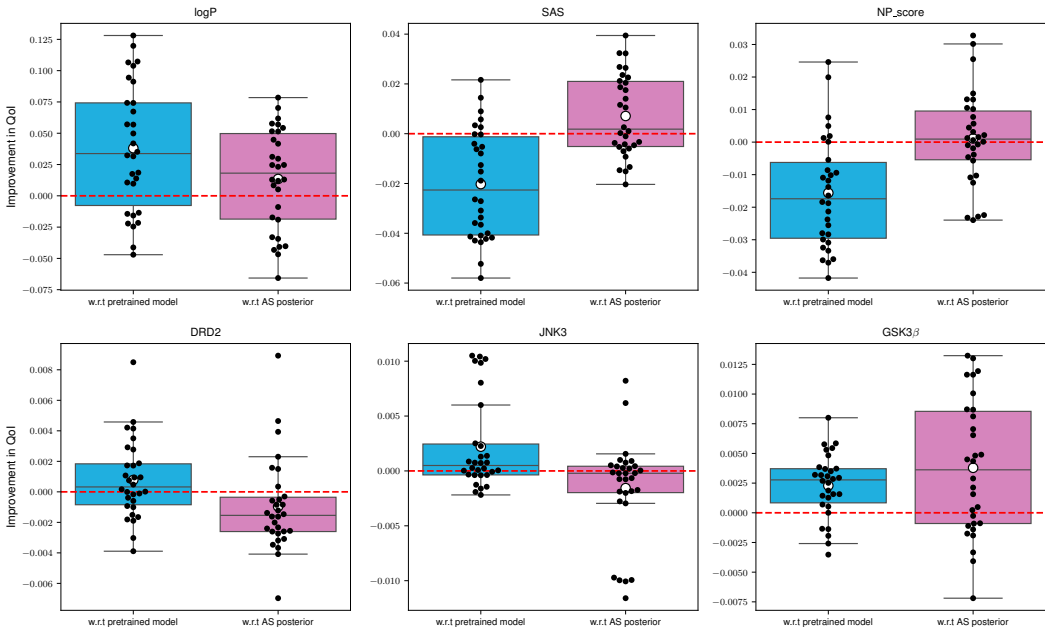 logP
SAS
NP_score
Improvement in QoI
0.125
0.100
0.075
0.050
0.025
0.000
−0.025
−0.050
−0.075
0.04
0.02
0.00
−0.02
−0.04
−0.06
0.03
0.02
0.01
0.00
−0.01
−0.02
−0.03
−0.04
w.r.t pretrained model
w.r.t AS posterior
w.r.t pretrained model
w.r.t AS posterior
w.r.t pretrained model
w.r.t AS posterior
DRD2
JNK3
GSK3β
Improvement in QoI
0.008
0.006
0.004
0.002
0.000
−0.002
−0.004
−0.006
0.010
0.005
0.000
−0.005
−0.010
0.0125
0.0100
0.0075
0.0050
0.0025
0.0000
−0.0025
−0.0050
−0.0075
w.r.t pretrained model
w.r.t AS posterior
w.r.t pretrained model
w.r.t AS posterior
w.r.t pretrained model
w.r.t AS posterior